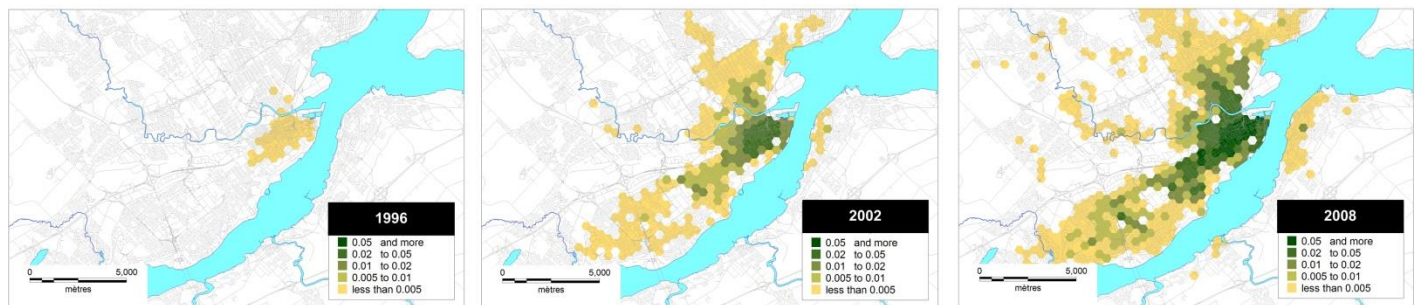 1996
0.05 and more
0.02 to 0.05
0.01 to 0.02
0.005 to 0.01
less than 0.005
0 5,000
mètres
2002
0.05 and more
0.02 to 0.05
0.01 to 0.02
0.005 to 0.01
less than 0.005
0 5,000
mètres
2008
0.05 and more
0.02 to 0.05
0.01 to 0.02
0.005 to 0.01
less than 0.005
0 5,000
mètres